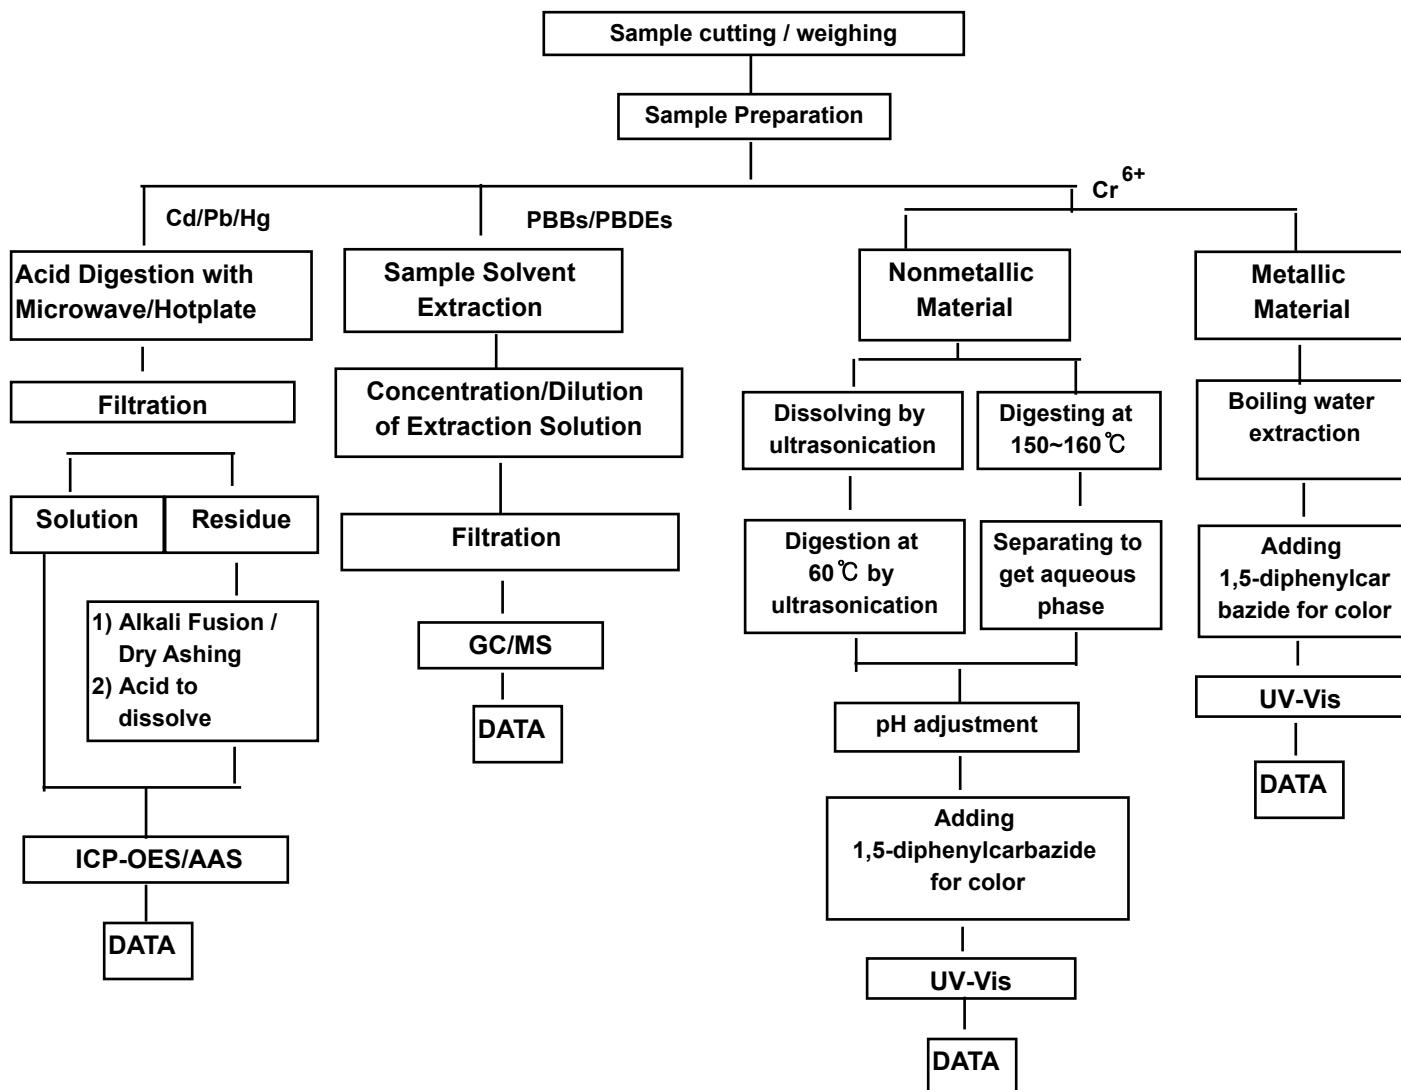 Sample cutting / weighing
Sample Preparation
Cr 6+
Cd/Pb/Hg
PBBs/PBDEs
Acid Digestion with
Microwave/Hotplate
Sample Solvent
Extraction
Nonmetallic
Material
Metallic
Material
Filtration
Concentration/Dilution
of Extraction Solution
Dissolving by
ultrasonication
Digesting at
150~160℃
Boiling water
extraction
Solution
Residue
Filtration
Digestion at
60℃ by
ultrasonication
Separating to
get aqueous
phase
Adding
1,5-diphenylcar
bazide for color
1) Alkali Fusion /
Dry Ashing
2) Acid to
dissolve
GC/MS
UV-Vis
DATA
pH adjustment
DATA
Adding
1,5-diphenylcarbazide
for color
ICP-OES/AAS
DATA
UV-Vis
DATA